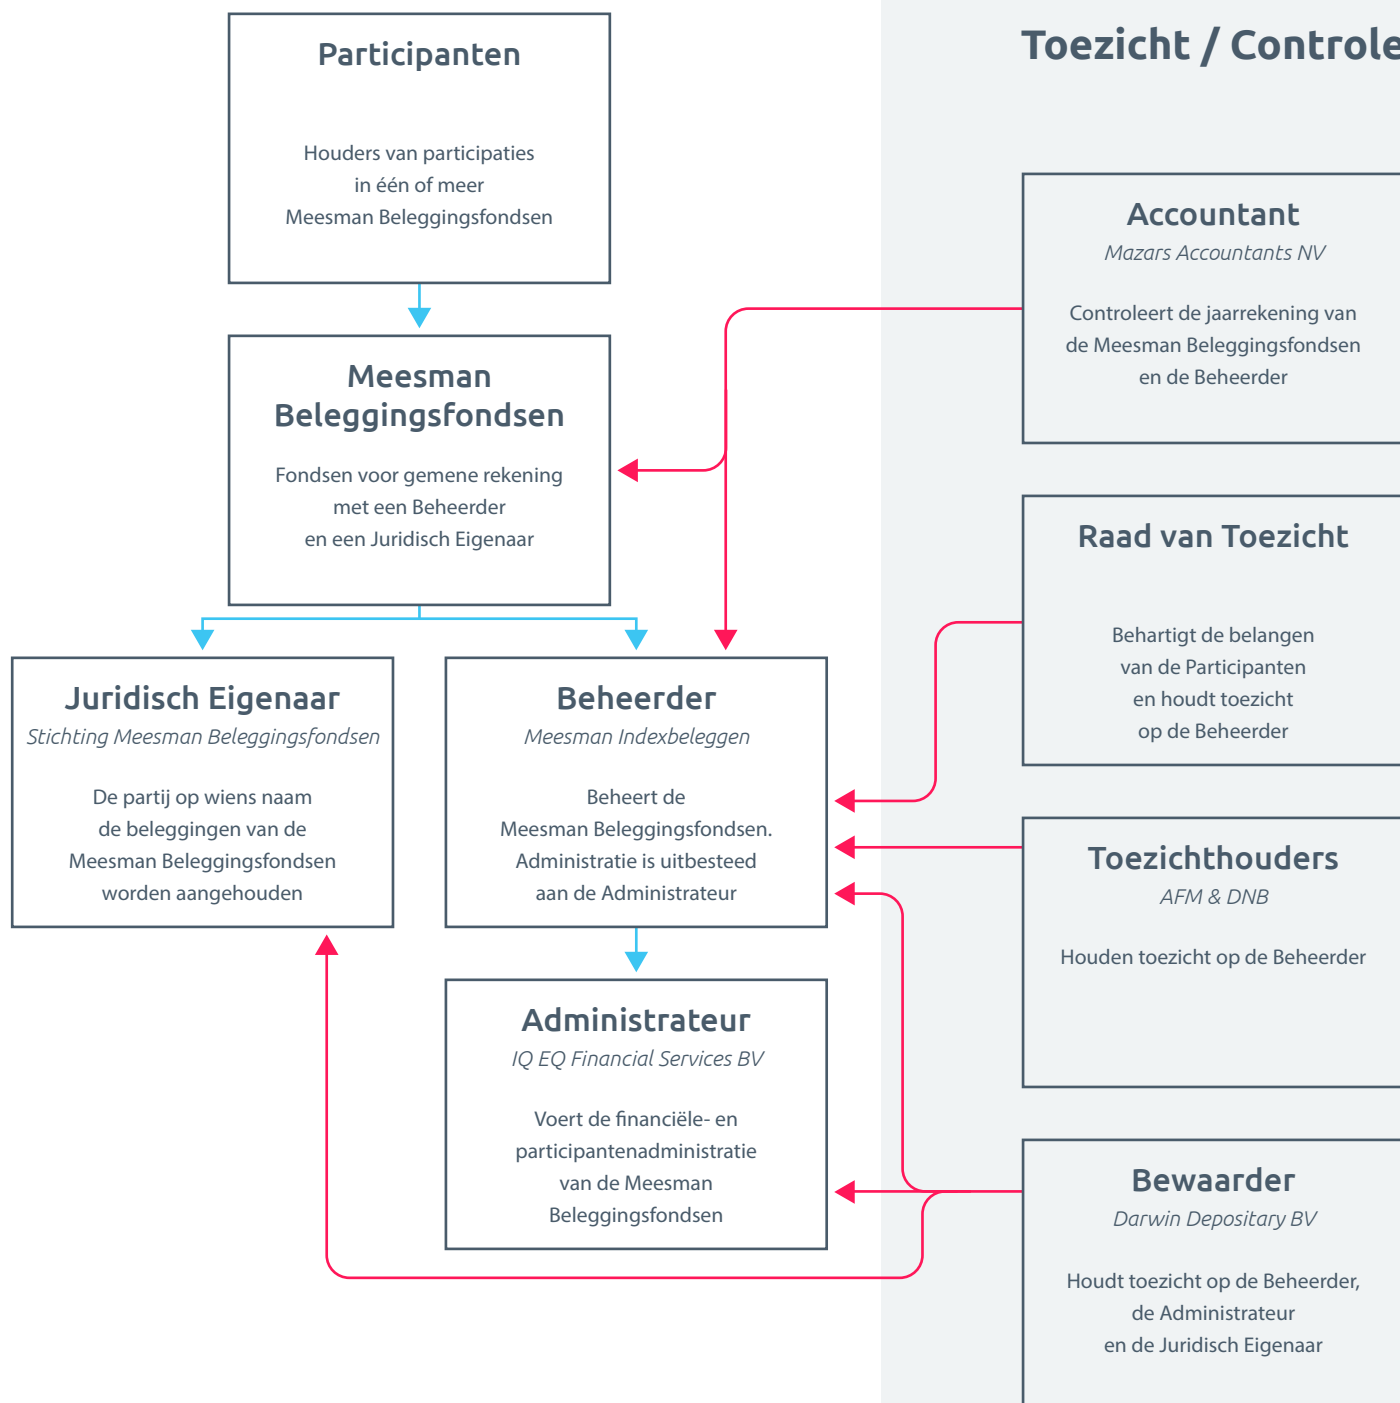 Participanten
Houders van participaties
in één of meer
Meesman Beleggingsfondsen
Meesman
Beleggingsfondsen
Fondsen voor gemene rekening
met een Beheerder
en een Juridisch Eigenaar
Juridisch Eigenaar
Stichting Meesman Beleggingsfondsen
De partij op wiens naam
de beleggingen van de
Meesman Beleggingsfondsen
worden aangehouden
Beheerder
Meesman Indexbeleggen
Beheert de
Meesman Beleggingsfondsen.
Administratie is uitbesteed
aan de Administrateur
Administrateur
IQ EQ Financial Services BV
Voert de financiële- en
participantenadministratie
van de Meesman
Beleggingsfondsen
Toezicht / Controle
Accountant
Mazars Accountants NV
Controleert de jaarrekening van
de Meesman Beleggingsfondsen
en de Beheerder
Raad van Toezicht
Behartigt de belangen
van de Participanten
en houdt toezicht
op de Beheerder
Toezichthouders
AFM & DNB
Houden toezicht op de Beheerder
Bewaarder
Darwin Depositary BV
Houdt toezicht op de Beheerder,
de Administrateur
en de Juridisch Eigenaar